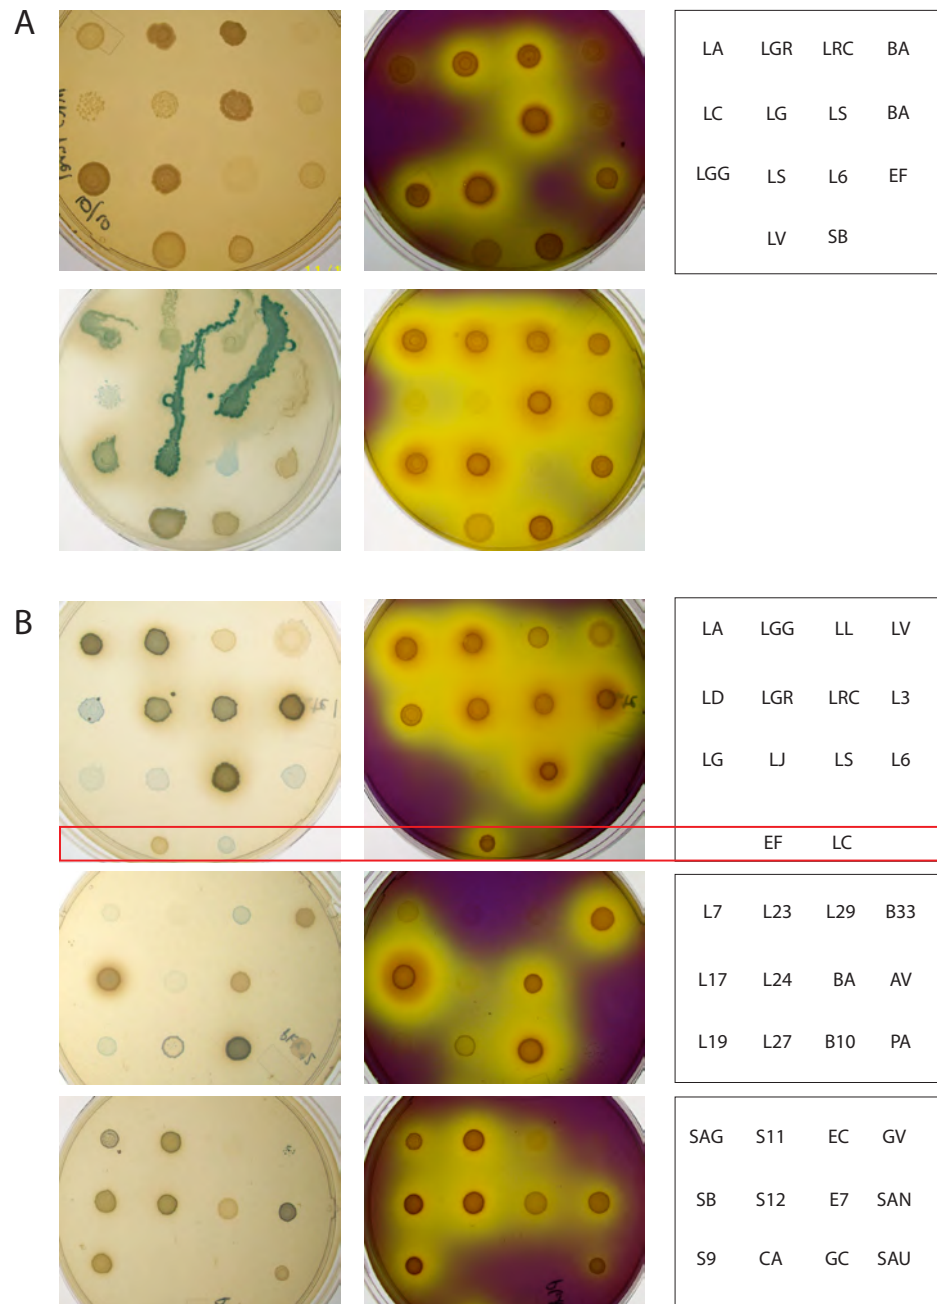 A
LA LGR LRC BA
LC LG LS BA
LGG LS L6 EF
LV SB
B
LA LGG LL LV
LD LGR LRC L3
LG LJ LS L6
EF LC
L7 L23 L29 B33
L17 L24 BA AV
L19 L27 B10 PA
SAG S11 EC GV
SB S12 E7 SAN
S9 CA GC SAU